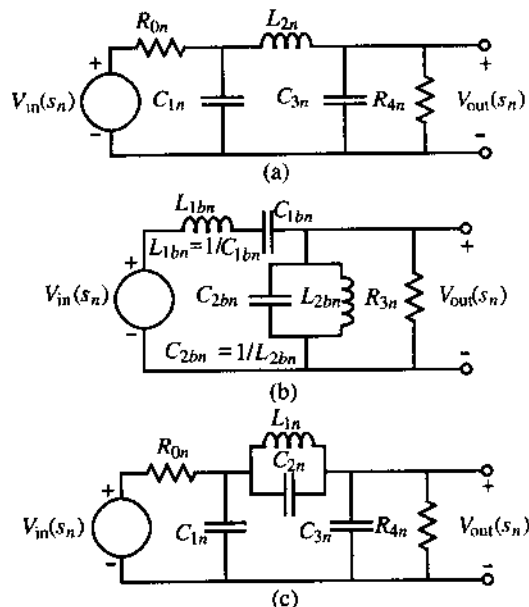 R0n
L2n
+
Vin(sn)
-
C1n
C3n
R4n
+
Vout(sn)
-
(a)
L1bn
C1bn
L1bn=1/C1bn
+
Vin(sn)
-
C2bn
L2bn
R3n
+
Vout(sn)
-
C2bn = 1/L2bn
(b)
L1n
R0n
C2n
+
Vin(sn)
-
C1n
C3n
R4n
+
Vout(sn)
-
(c)